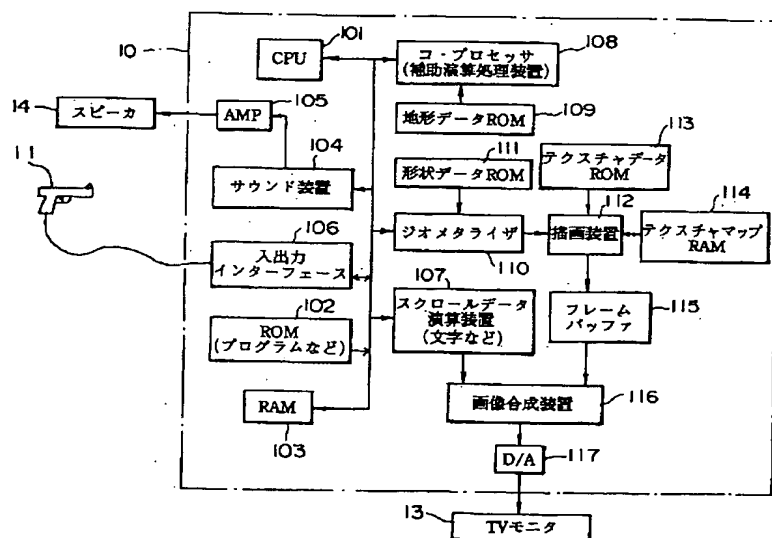 10
101
CPU
コ・プロセッサ
(補助演算処理装置)
108
14
スピーカ
AMP
105
地形データROM
109
113
11
104
サウンド装置
111
形状データROM
テクスチャデータ
ROM
112
114
106
入出力
インターフェース
ジオメタライザ
110
描画装置
テクスチャマップ
RAM
102
ROM
(プログラムなど)
107
スクロールデータ
演算装置
(文字など)
フレーム
バッファ
115
RAM
103
画像合成装置
116
D/A
117
13
TVモニタ